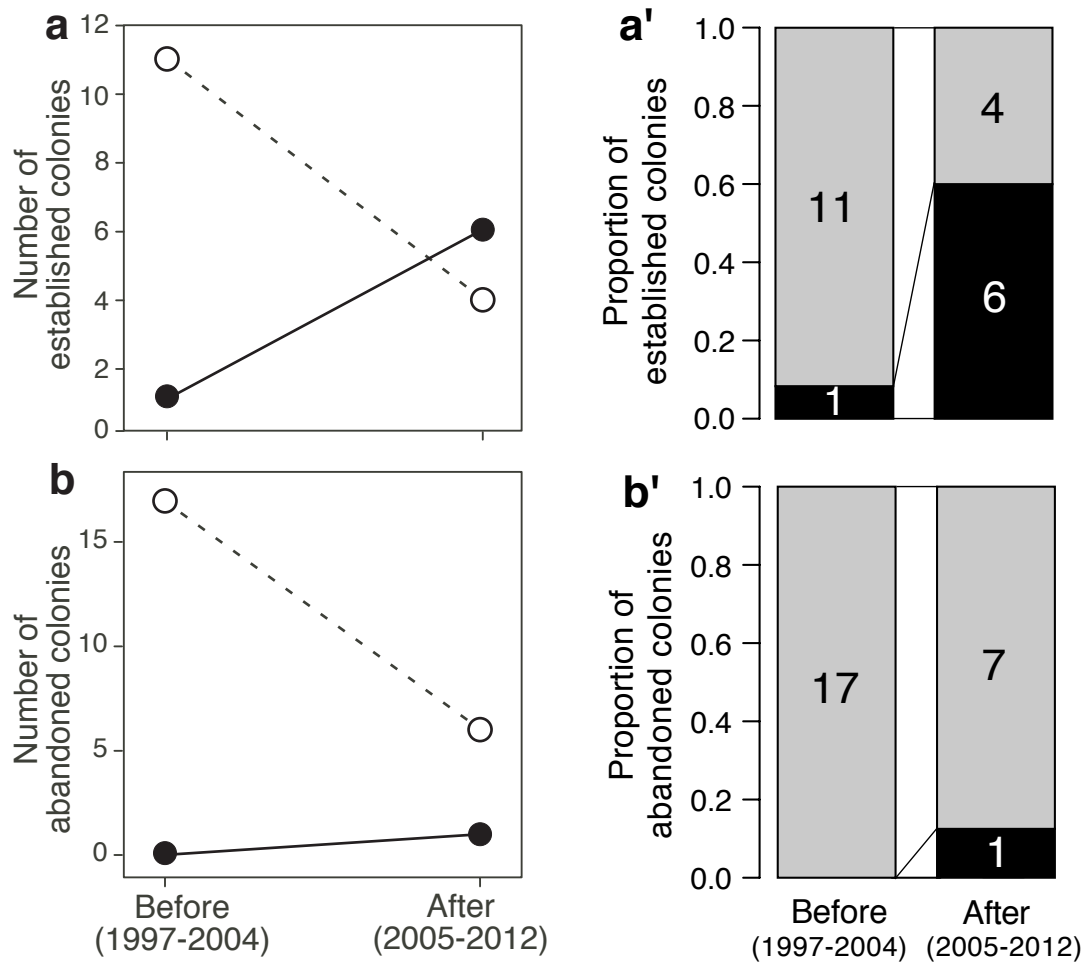 a
Number of
established colonies
12
10
8
6
4
2
0
a'
Proportion of
established colonies
1.0
0.8
0.6
0.4
0.2
0.0
11
1
4
6
b
Number of
abandoned colonies
15
10
5
0
Before
(1997-2004)
After
(2005-2012)
b'
Proportion of
abandoned colonies
1.0
0.8
0.6
0.4
0.2
0.0
17
7
1
Before
(1997-2004)
After
(2005-2012)